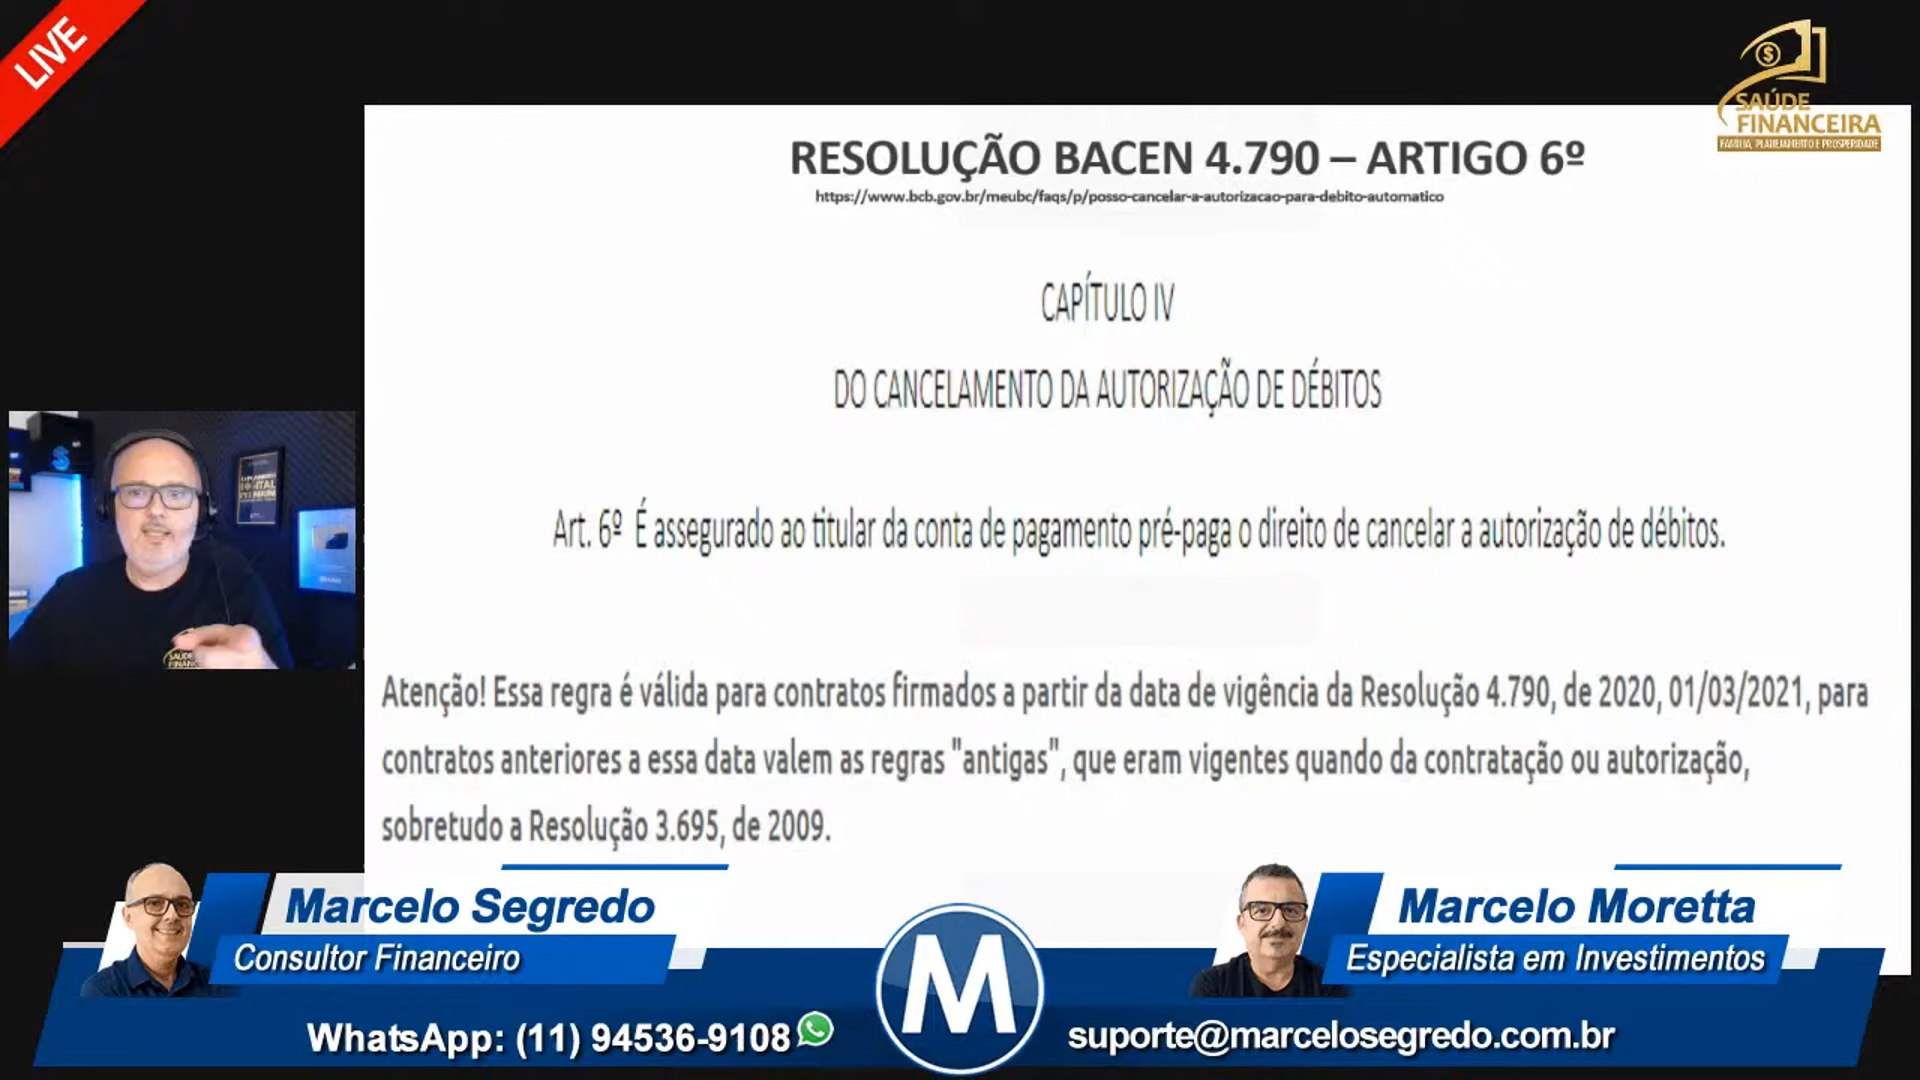 LIVE
SAÚDE
FINANCEIRA
FAMÍLIA, PLANEJAMENTO E PROSPERIDADE
RESOLUÇÃO BACEN 4.790 – ARTIGO 6º
https://www.bcb.gov.br/meubc/faqs/p/posso-cancelar-a-autorizacao-para-debito-automatico
CAPÍTULO IV
DO CANCELAMENTO DA AUTORIZAÇÃO DE DÉBITOS
Art. 6º É assegurado ao titular da conta de pagamento pré-paga o direito de cancelar a autorização de débitos.
Atenção! Essa regra é válida para contratos firmados a partir da data de vigência da Resolução 4.790, de 2020, 01/03/2021, para
contratos anteriores a essa data valem as regras "antigas", que eram vigentes quando da contratação ou autorização,
sobretudo a Resolução 3.695, de 2009.
Marcelo Segredo
Consultor Financeiro
WhatsApp: (11) 94536-9108
M
Marcelo Moretta
Especialista em Investimentos
suporte@marcelosegredo.com.br